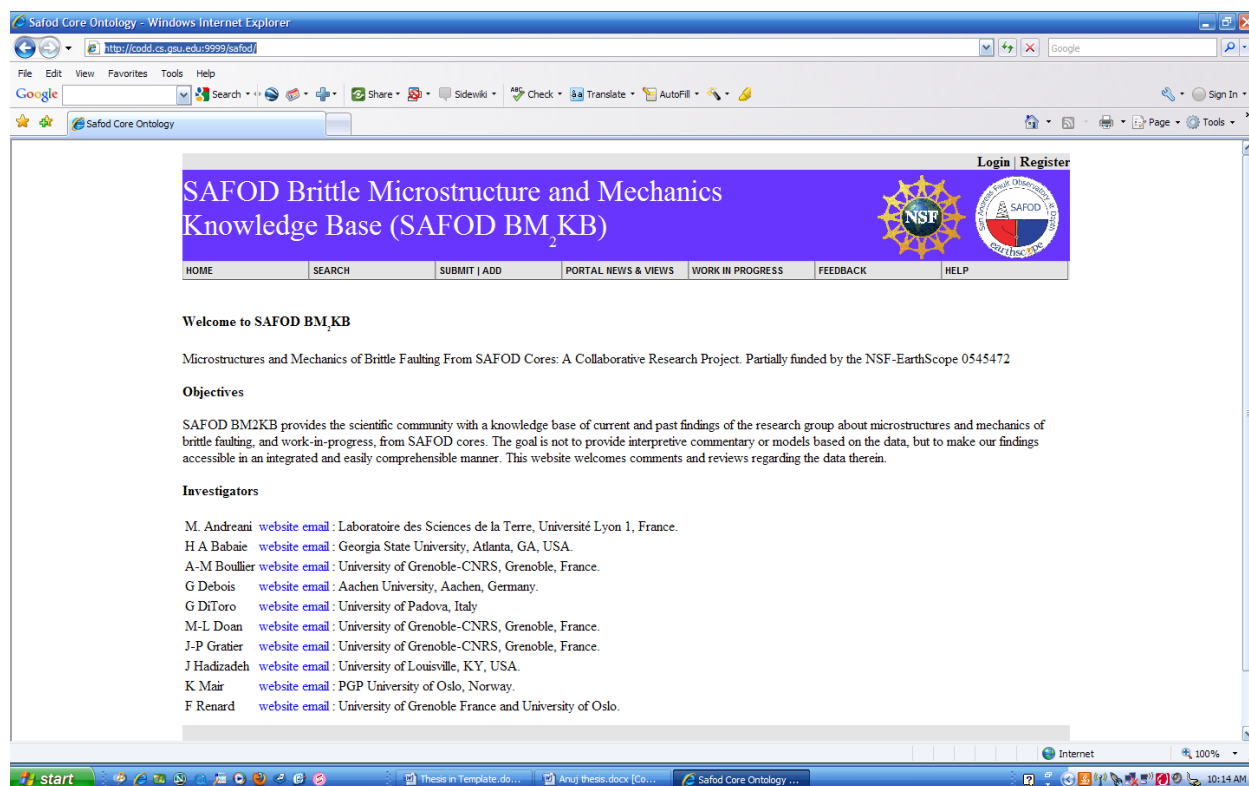 Safod Core Ontology - Windows Internet Explorer
http://codd.cs.gsu.edu:9999/safod/
Google
File Edit View Favorites Tools Help
Google Search Share Sidewiki Check Translate AutoFill Sign In
Safod Core Ontology Page Tools
Login | Register
SAFOD Brittle Microstructure and Mechanics
Knowledge Base (SAFOD BM2KB)
NSF
San Andreas Fault Observatory at Depth
SAFOD
earthscope
HOME SEARCH SUBMIT | ADD PORTAL NEWS & VIEWS WORK IN PROGRESS FEEDBACK HELP
Welcome to SAFOD BM2KB
Microstructures and Mechanics of Brittle Faulting From SAFOD Cores: A Collaborative Research Project. Partially funded by the NSF-EarthScope 0545472
Objectives
SAFOD BM2KB provides the scientific community with a knowledge base of current and past findings of the research group about microstructures and mechanics of
brittle faulting, and work-in-progress, from SAFOD cores. The goal is not to provide interpretive commentary or models based on the data, but to make our findings
accessible in an integrated and easily comprehensible manner. This website welcomes comments and reviews regarding the data therein.
Investigators
M. Andreani website email : Laboratoire des Sciences de la Terre, Université Lyon 1, France.
H A Babaie website email : Georgia State University, Atlanta, GA, USA.
A-M Boullier website email : University of Grenoble-CNRS, Grenoble, France.
G Debois website email : Aachen University, Aachen, Germany.
G DiToro website email : University of Padova, Italy
M-L Doan website email : University of Grenoble-CNRS, Grenoble, France.
J-P Gratier website email : University of Grenoble-CNRS, Grenoble, France.
J Hadizadeh website email : University of Louisville, KY, USA.
K Mair website email : PGP University of Oslo, Norway.
F Renard website email : University of Grenoble France and University of Oslo.
Internet 100%
start Thesis in Template.do... Anuj thesis.docx [Co... Safod Core Ontology ... 10:14 AM